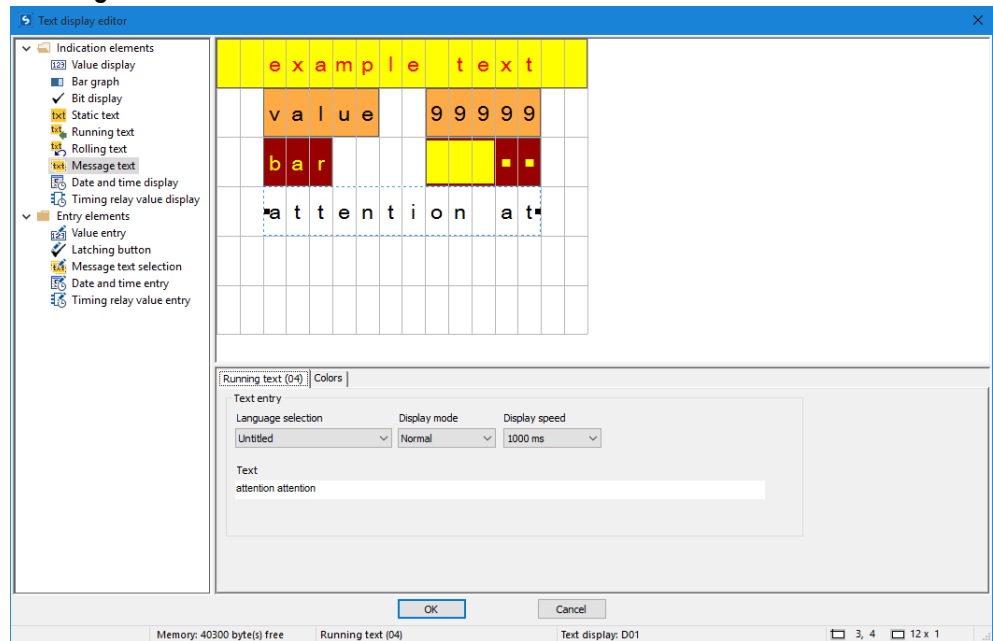 Text display editor
Indication elements
Value display
Bar graph
Bit display
Static text
Running text
Rolling text
Message text
Date and time display
Timing relay value display
Entry elements
Value entry
Latching button
Message text selection
Date and time entry
Timing relay value entry
example text
value 99999
bar
attention at
Running text (04) Colors
Text entry
Language selection Display mode Display speed
Untitled Normal 1000 ms
Text
attention attention
OK Cancel
Memory: 40300 byte(s) free Running text (04) Text display: D01 3, 4 12 x 1